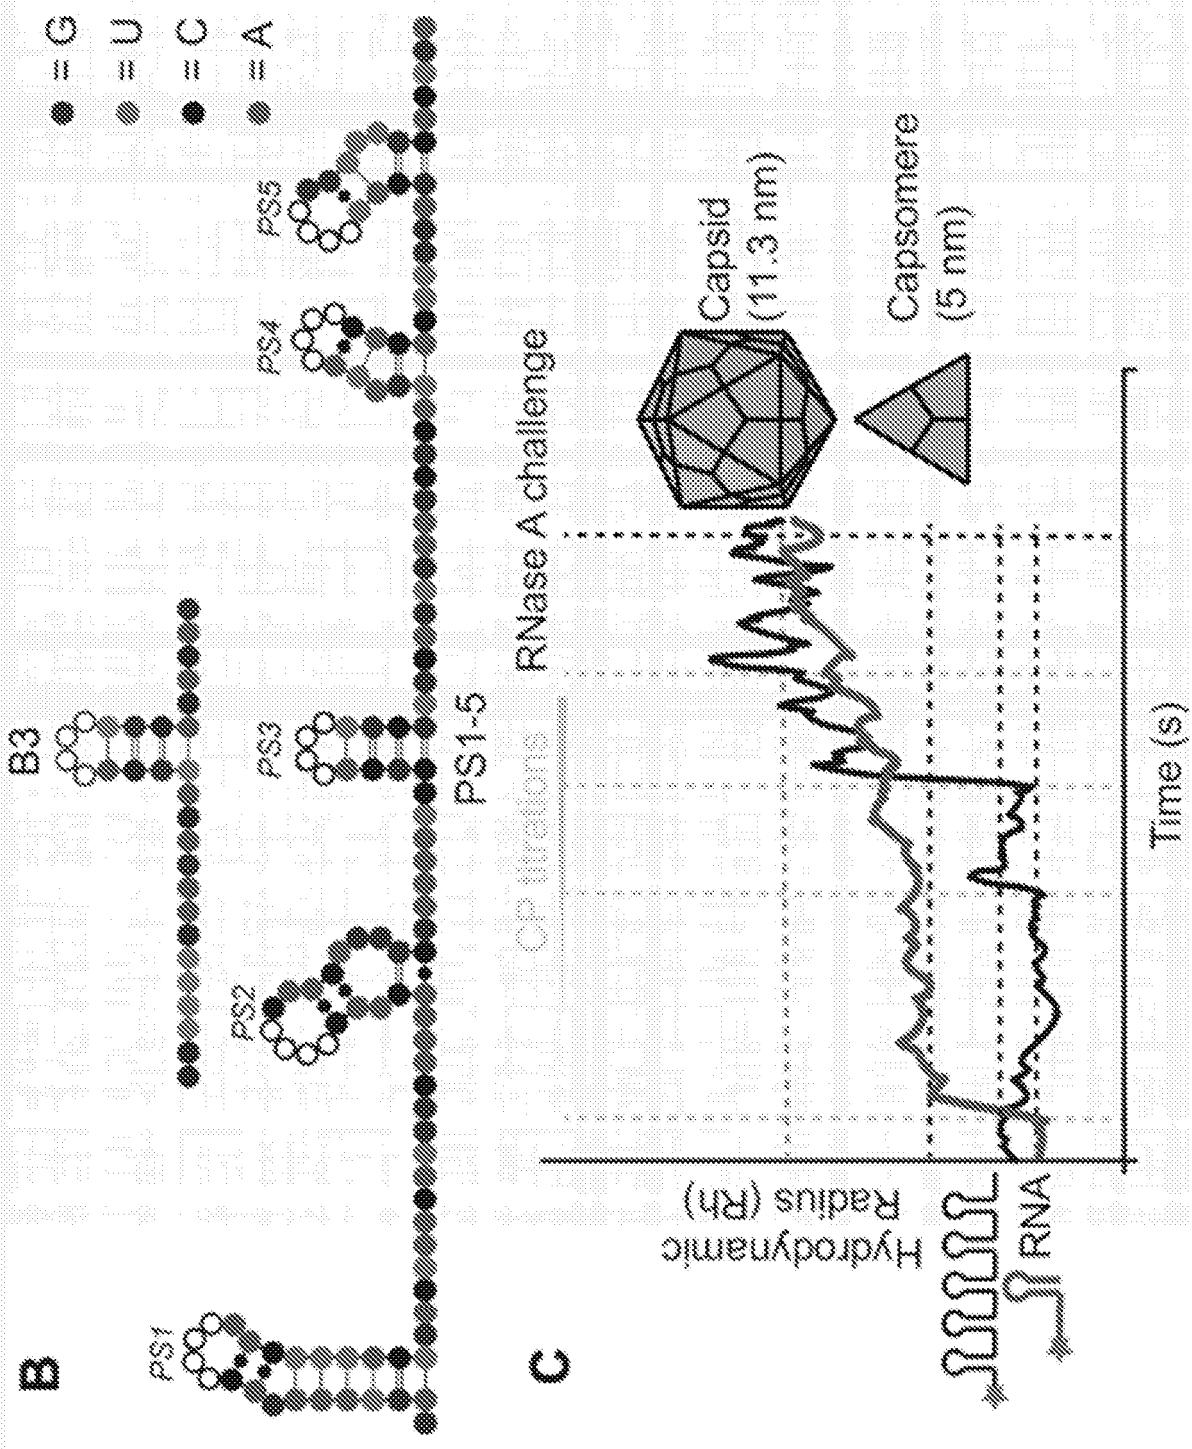 B
B3
PS1
PS2
PS3
PS4
PS5
= G
= U
= C
= A
PS1-5
C
CP titrations
RNase A challenge
Hydrodynamic
Radius (Rh)
Capsid
(11.3 nm)
Capsomere
(5 nm)
RNA
Time (s)